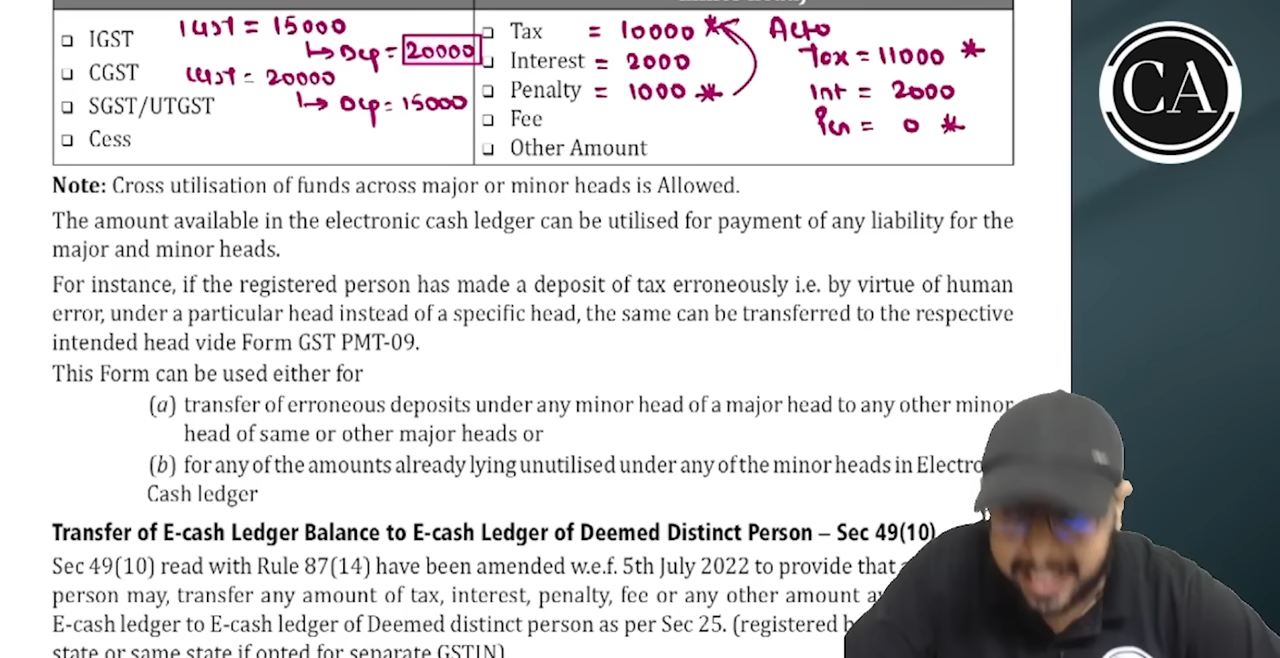 IGST
CGST
SGST/UTGST
Cess
IGST = 15000
↳ Dep = 20000
CGST = 20000
↳ Dep = 15000
Tax = 10000 *
Interest = 2000
Penalty = 1000 *
Fee
Other Amount
Tax = 11000 *
Int = 2000
Pen = 0 *
CA
Note: Cross utilisation of funds across major or minor heads is Allowed.
The amount available in the electronic cash ledger can be utilised for payment of any liability for the
major and minor heads.
For instance, if the registered person has made a deposit of tax erroneously i.e. by virtue of human
error, under a particular head instead of a specific head, the same can be transferred to the respective
intended head vide Form GST PMT-09.
This Form can be used either for
(a) transfer of erroneous deposits under any minor head of a major head to any other minor
head of same or other major heads or
(b) for any of the amounts already lying unutilised under any of the minor heads in Electro
Cash ledger
Transfer of E-cash Ledger Balance to E-cash Ledger of Deemed Distinct Person – Sec 49(10)
Sec 49(10) read with Rule 87(14) have been amended w.e.f. 5th July 2022 to provide that
person may, transfer any amount of tax, interest, penalty, fee or any other amount
E-cash ledger to E-cash ledger of Deemed distinct person as per Sec 25. (registered
state or same state if opted for separate GSTIN)